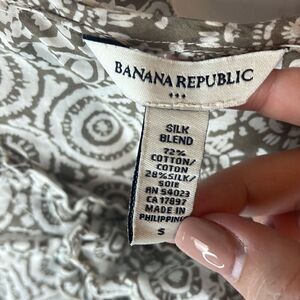 BANANA REPUBLIC
SILK
BLEND
72%
COTTON/
COTON
28%SILK/
SOIE
RN 54023
CA 17897
MADE IN
PHILIPPINES
S